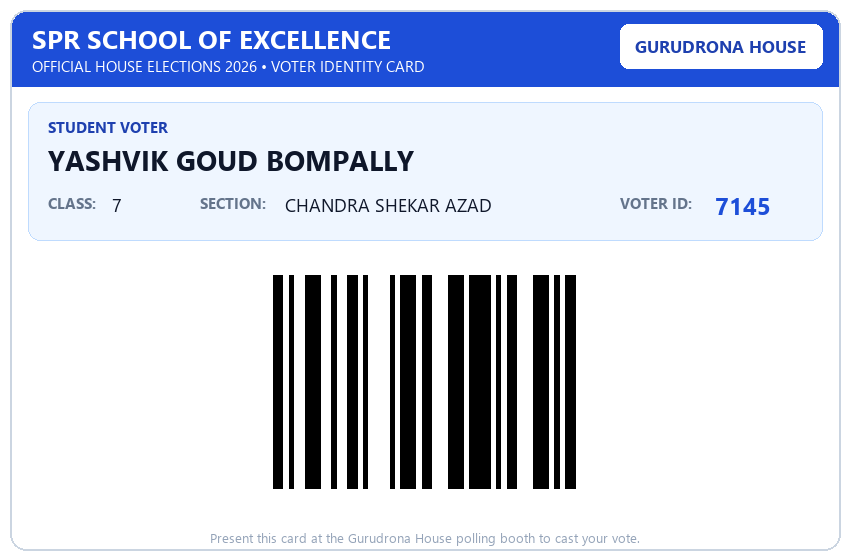 SPR SCHOOL OF EXCELLENCE
OFFICIAL HOUSE ELECTIONS 2026 • VOTER IDENTITY CARD
GURUDRONA HOUSE
STUDENT VOTER
YASHVIK GOUD BOMPALLY
CLASS: 7 SECTION: CHANDRA SHEKAR AZAD VOTER ID: 7145
Present this card at the Gurudrona House polling booth to cast your vote.